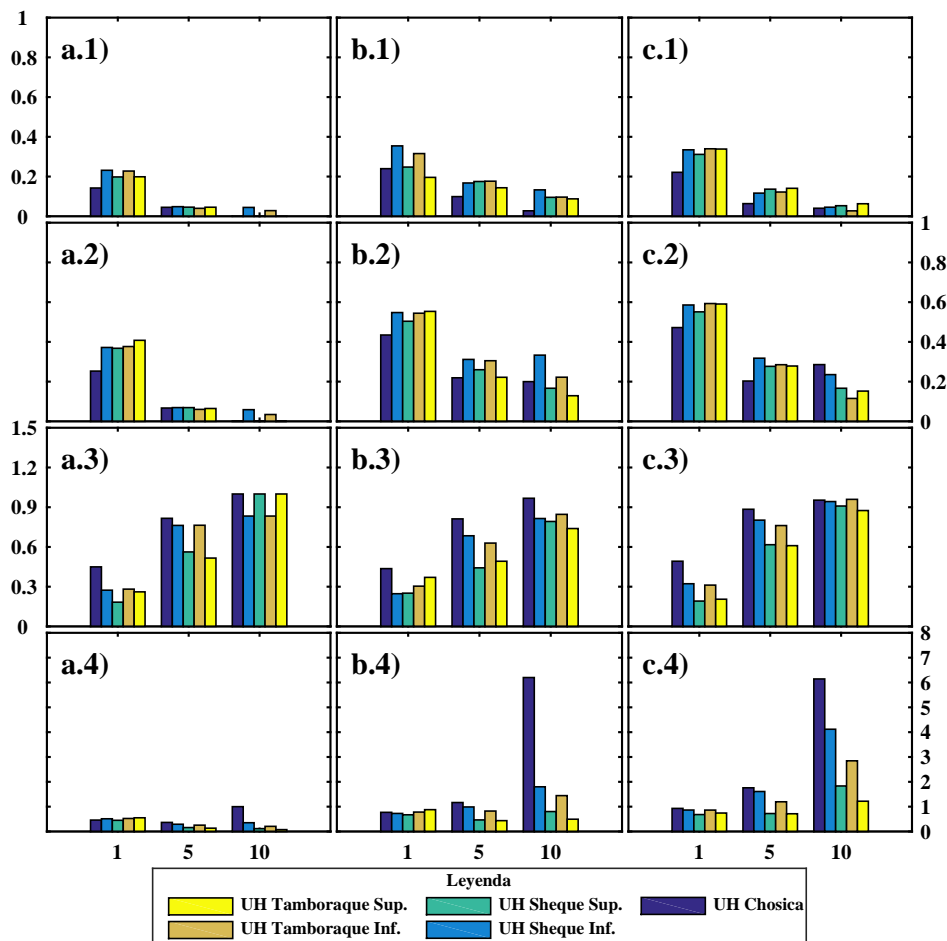 1
0.8
0.6
0.4
0.2
0
a.1)
b.1)
c.1)
a.2)
b.2)
c.2)
1
0.8
0.6
0.4
0.2
0
1.5
1.2
0.9
0.6
0.3
0
a.3)
b.3)
c.3)
a.4)
b.4)
c.4)
8
7
6
5
4
3
2
1
0
1 5 10 1 5 10 1 5 10
Leyenda
UH Tamboraque Sup. UH Sheque Sup. UH Chosica
UH Tamboraque Inf. UH Sheque Inf.